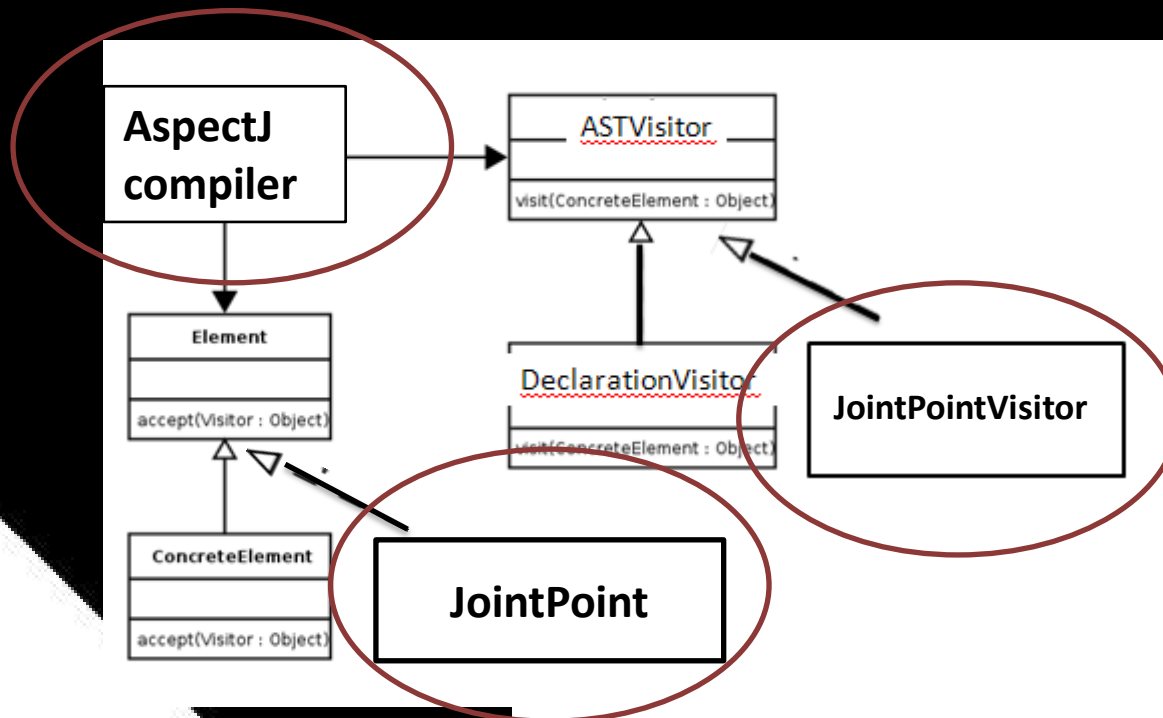 AspectJ
compiler
ASTVisitor
visit(ConcreteElement : Object)
Element
accept(Visitor : Object)
DeclarationVisitor
visit(ConcreteElement : Object)
JointPointVisitor
ConcreteElement
accept(Visitor : Object)
JointPoint